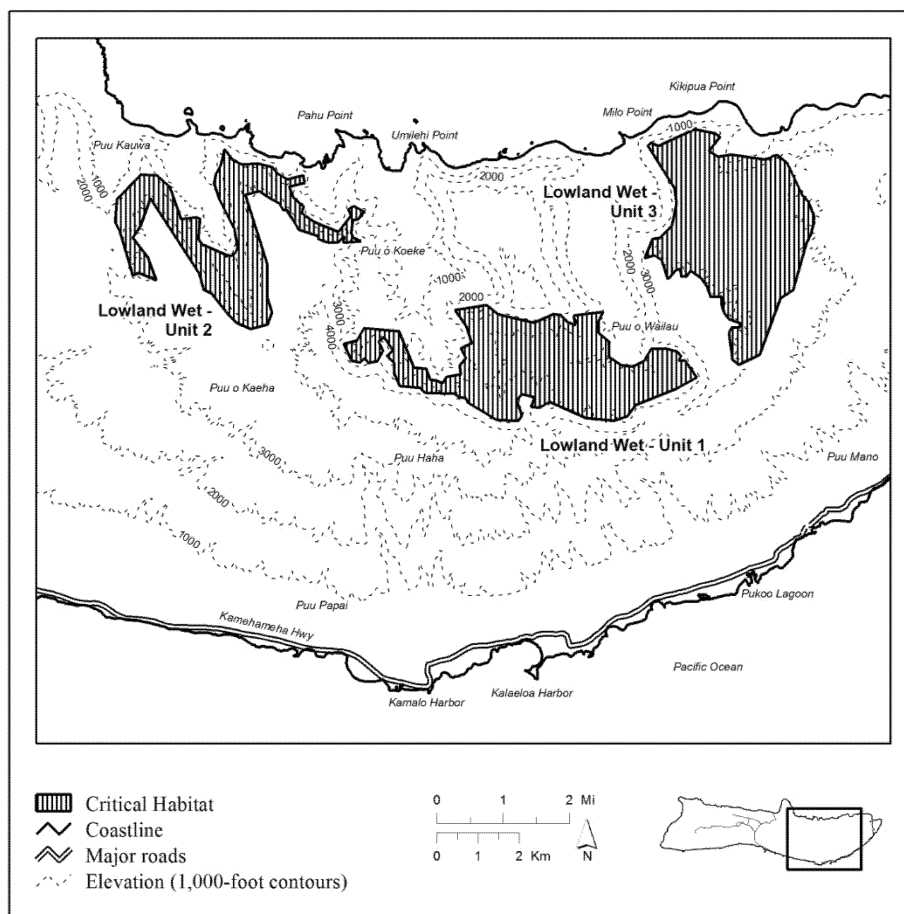 Kikipua Point
Pahu Point
Milo Point
Umilehi Point
1000
Puu Kauwa
1000
2000
2000
Lowland Wet -
Unit 3
Puu o Koeke
2000
3000
1000
Lowland Wet -
Unit 2
2000
3000
4000
Puu o Wailau
Puu o Kaeha
Lowland Wet - Unit 1
Puu Haha
Puu Mano
3000
2000
1000
Pukoo Lagoon
Puu Papai
Kamehameha Hwy
Pacific Ocean
Kamalo Harbor
Kalaeloa Harbor
Critical Habitat
Coastline
Major roads
Elevation (1,000-foot contours)
0 1 2 Mi
0 1 2 Km
N